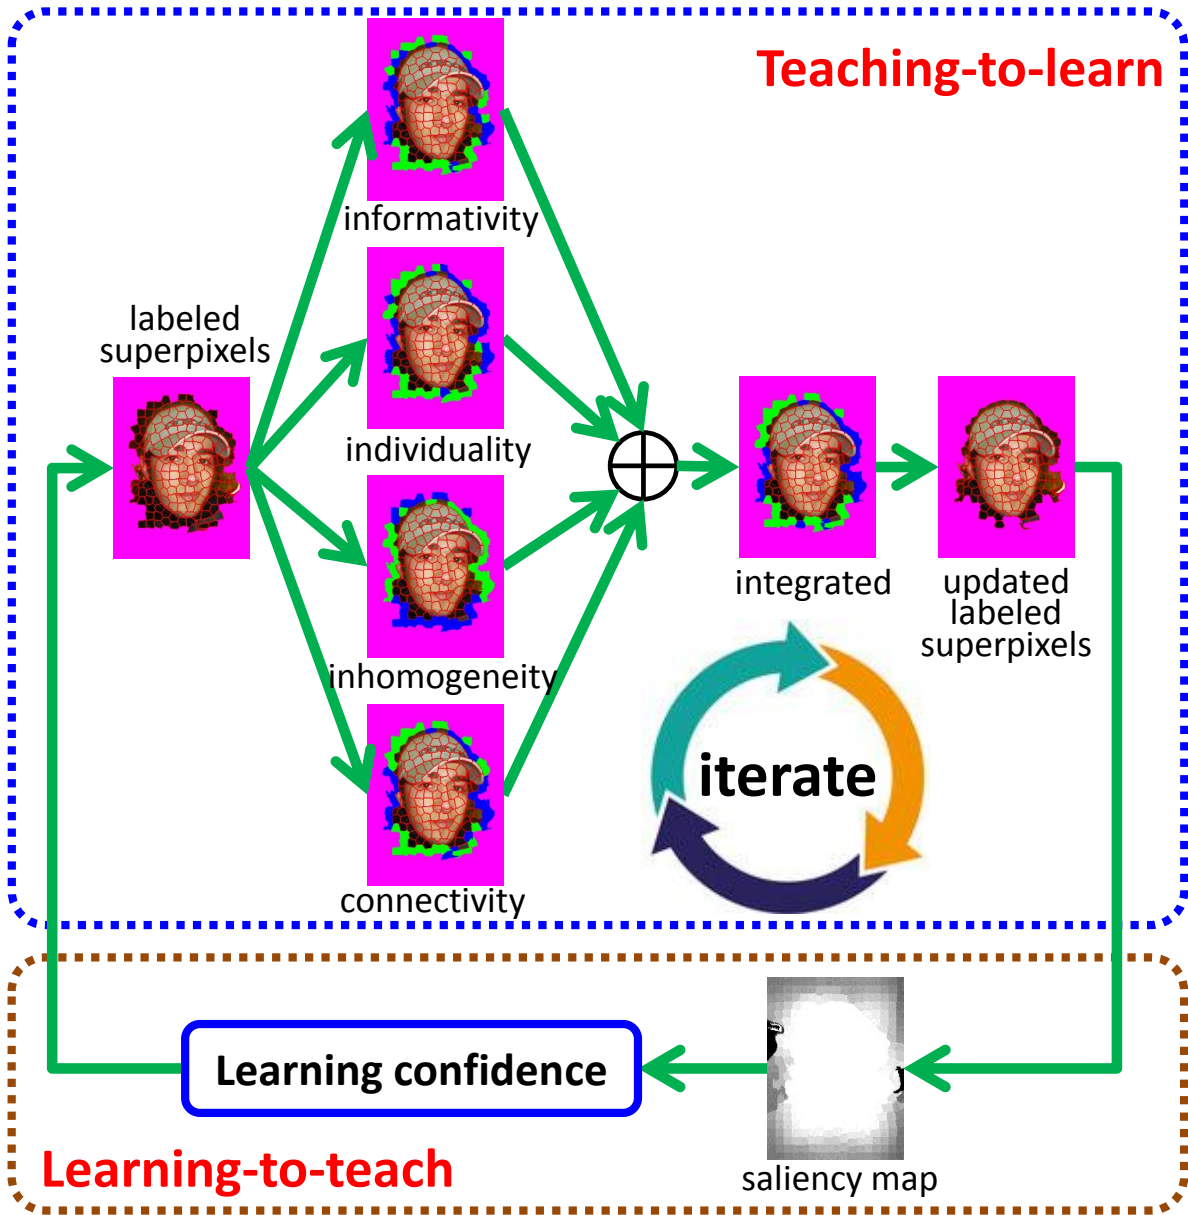 Teaching-to-learn
informativity
labeled
superpixels
individuality
inhomogeneity
connectivity
integrated
updated
labeled
superpixels
iterate
Learning confidence
saliency map
Learning-to-teach